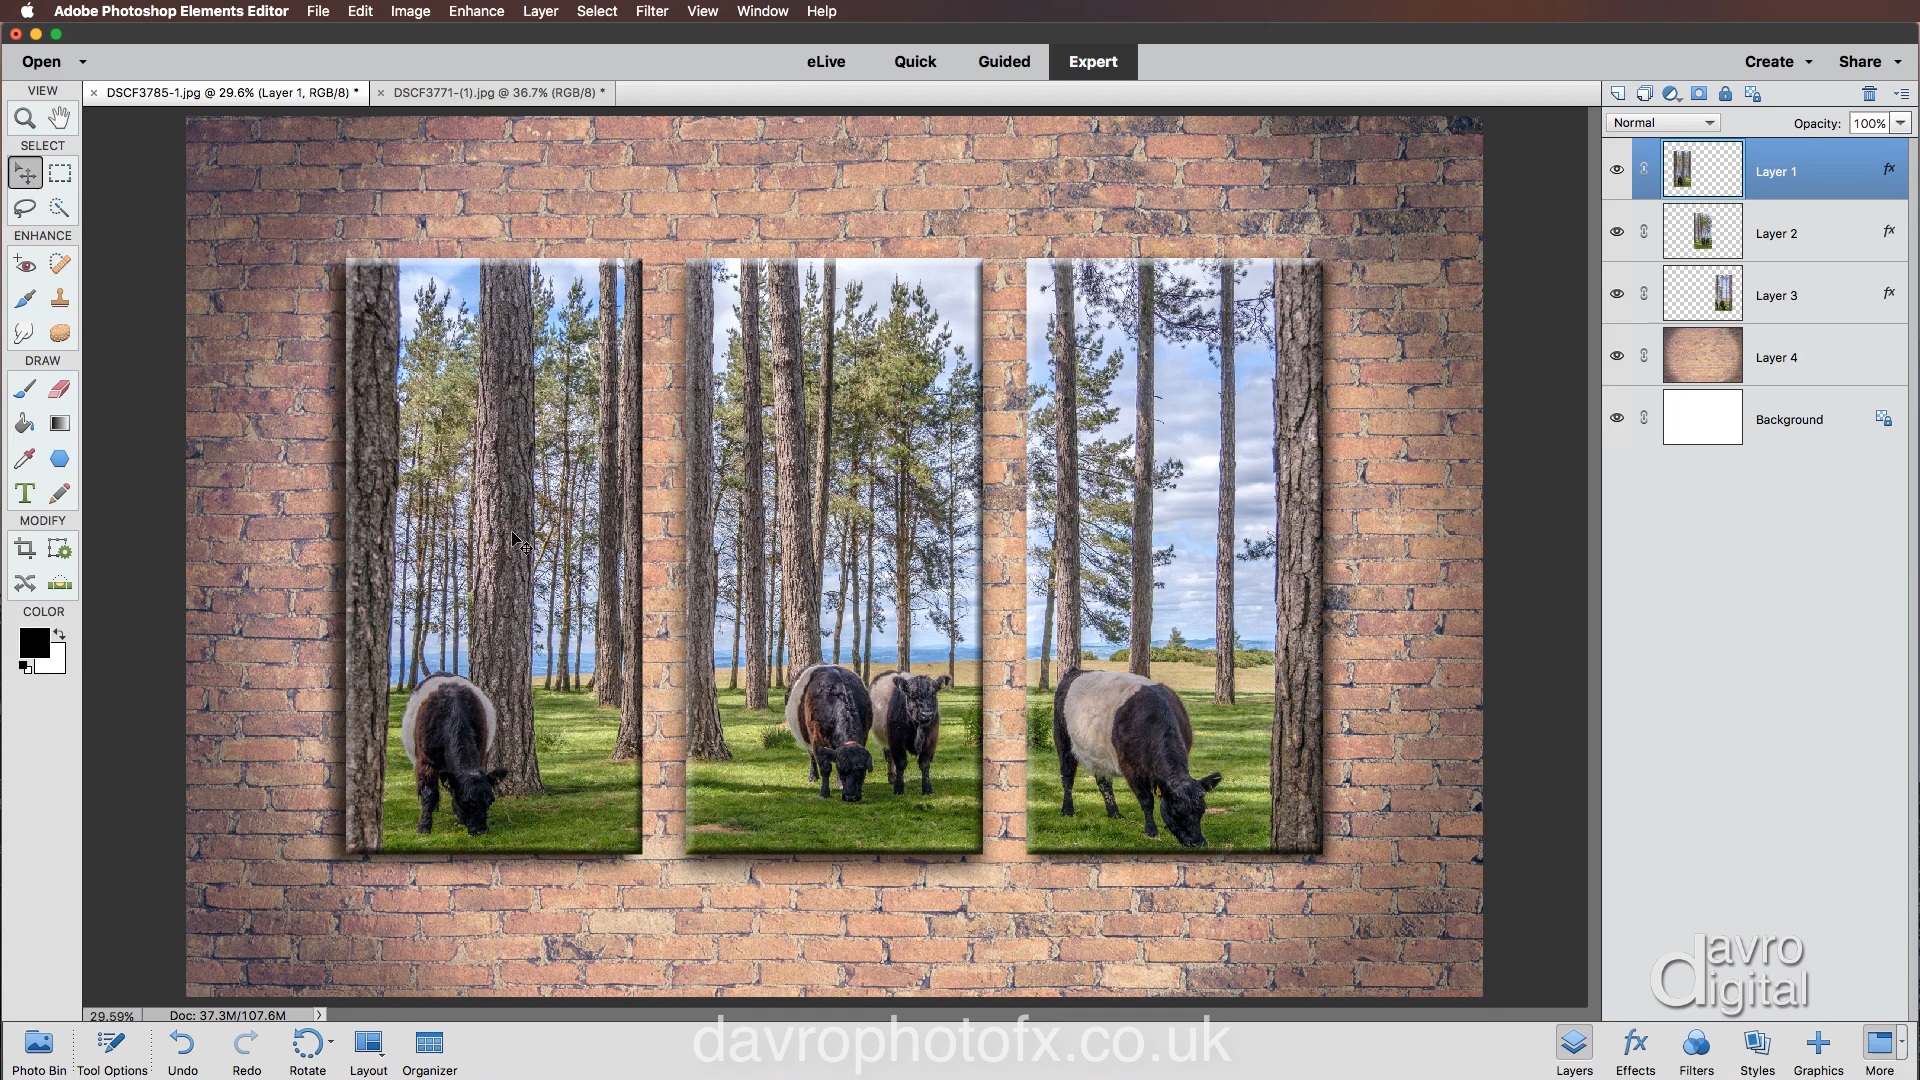 Adobe Photoshop Elements Editor File Edit Image Enhance Layer Select Filter View Window Help
Open eLive Quick Guided Expert Create Share
VIEW
× DSCF3785-1.jpg @ 29.6% (Layer 1, RGB/8) * × DSCF3771-(1).jpg @ 36.7% (RGB/8) *
Normal Opacity: 100%
SELECT
Layer 1 fx
ENHANCE
Layer 2 fx
Layer 3 fx
DRAW
Layer 4
Background
T
MODIFY
COLOR
davro
digital
29.59% Doc: 37.3M/107.6M >
davrophotofx.co.uk
fx
Photo Bin Tool Options Undo Redo Rotate Layout Organizer Layers Effects Filters Styles Graphics More